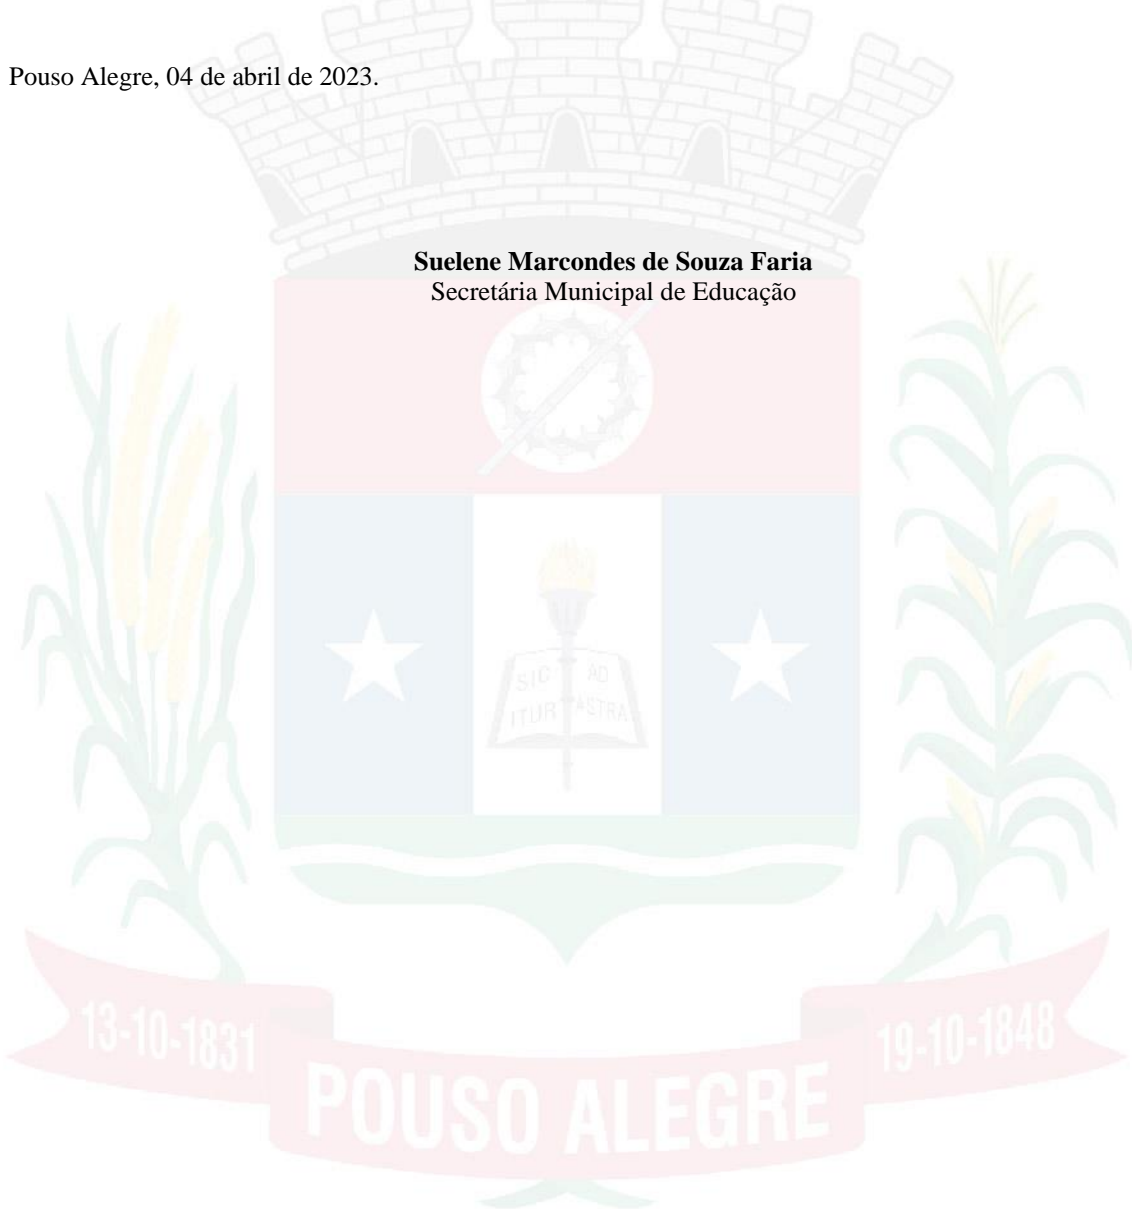 Pouso Alegre, 04 de abril de 2023.
Suelene Marcondes de Souza Faria
Secretária Municipal de Educação
SIC AD
ITUR ASTRA
13-10-1831
19-10-1848
POUSO ALEGRE